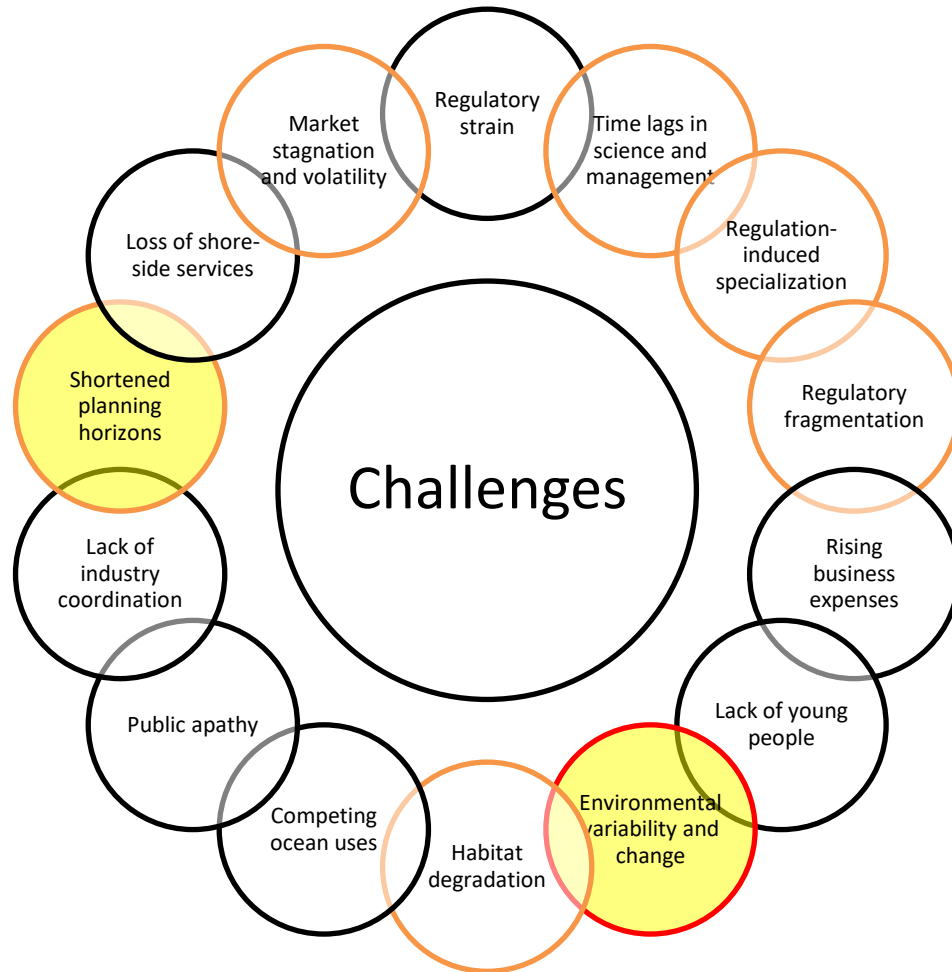 Regulatory
strain
Time lags in
science and
management
Regulation-
induced
specialization
Regulatory
fragmentation
Rising
business
expenses
Lack of young
people
Environmental
variability and
change
Habitat
degradation
Competing
ocean uses
Public apathy
Lack of
industry
coordination
Shortened
planning
horizons
Loss of shore-
side services
Market
stagnation
and volatility
Challenges